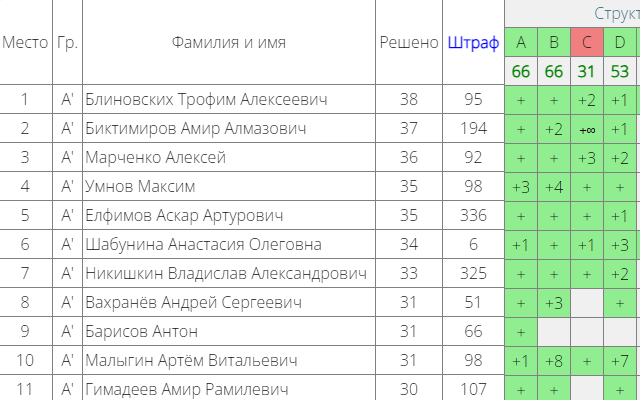 Структ
Место Гр. Фамилия и имя Решено Штраф A B C D
66 66 31 53
1 А' Блиновских Трофим Алексеевич 38 95 + + +2 +1
2 А' Биктимиров Амир Алмазович 37 194 + +2 +∞ +1
3 А' Марченко Алексей 36 92 + + +3 +2
4 А' Умнов Максим 35 98 +3 +4 + +
5 А' Елфимов Аскар Артурович 35 336 + + + +1
6 А' Шабунина Анастасия Олеговна 34 6 +1 + +1 +3
7 А' Никишкин Владислав Александрович 33 325 + + + +2
8 А' Вахранёв Андрей Сергеевич 31 51 + +3 +
9 А' Барисов Антон 31 66 +
10 А' Малыгин Артём Витальевич 31 98 +1 +8 + +7
11 А' Гимадеев Амир Рамилевич 30 107 + + +